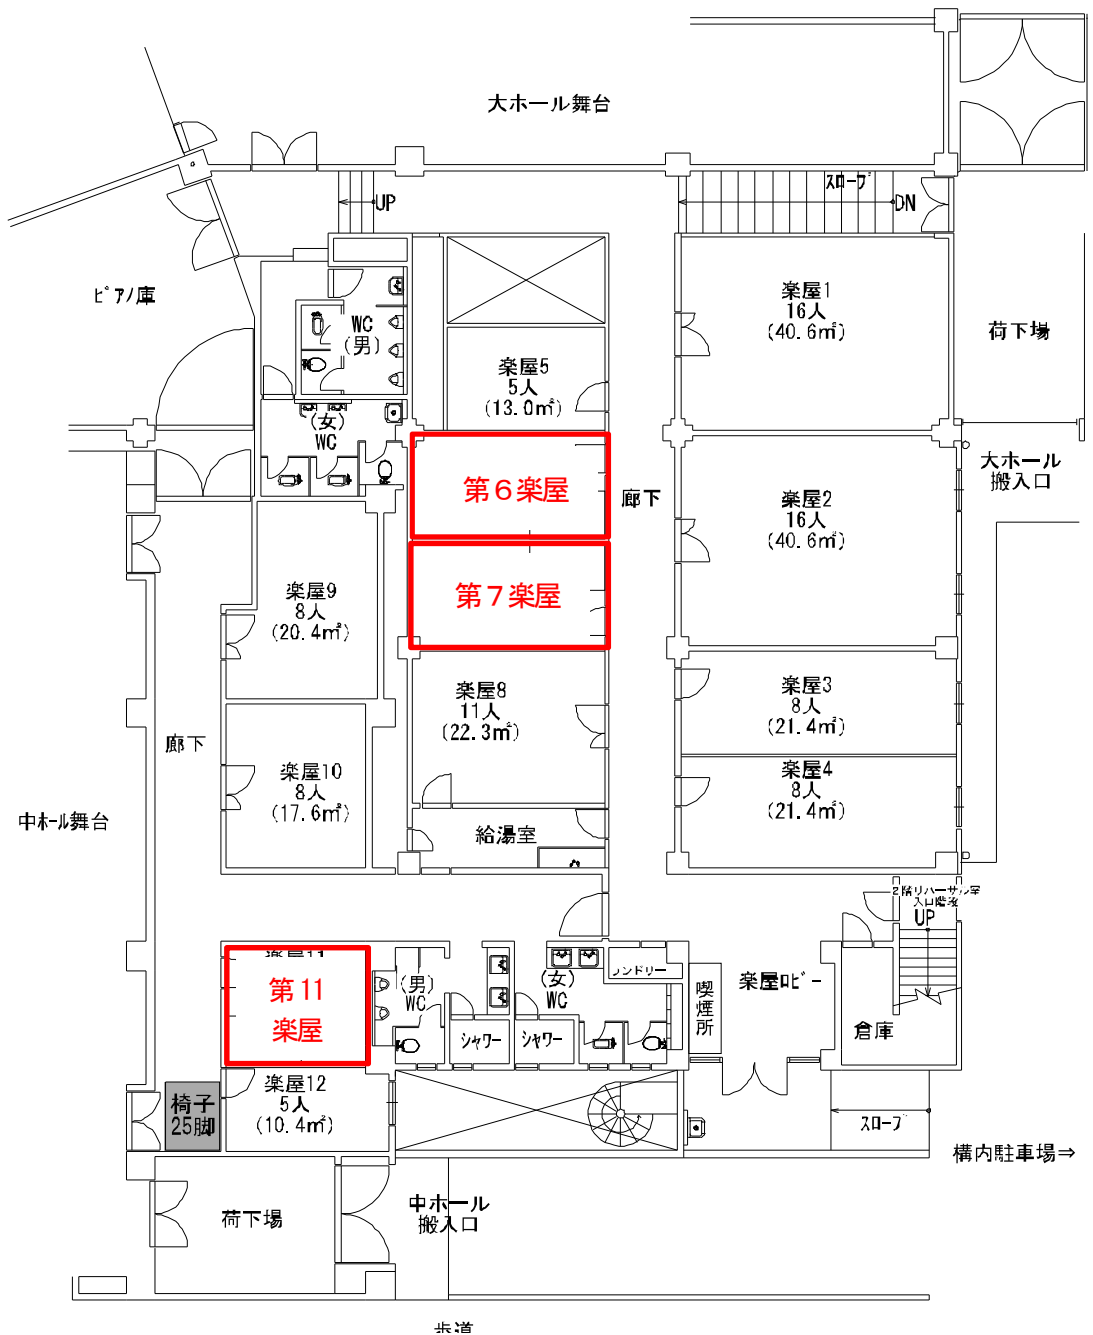 大ホール舞台
スロープ
UP
DN
ピアノ庫
楽屋1
16人
(40.6㎡)
荷下場
WC
(男)
楽屋5
5人
(13.0㎡)
(女)
WC
大ホール
搬入口
第6楽屋
廊下
楽屋2
16人
(40.6㎡)
第7楽屋
楽屋9
8人
(20.4㎡)
楽屋8
11人
(22.3㎡)
楽屋3
8人
(21.4㎡)
廊下
楽屋10
8人
(17.6㎡)
楽屋4
8人
(21.4㎡)
中ホール舞台
給湯室
2階リハーサル室
入口階段
UP
楽屋11
第11
楽屋
(男)
WC
(女)
WC
ランドリー
喫煙所
楽屋ロビー
シャワー
シャワー
倉庫
楽屋12
5人
(10.4㎡)
椅子
25脚
スロープ
構内駐車場⇒
荷下場
中ホール
搬入口
歩道